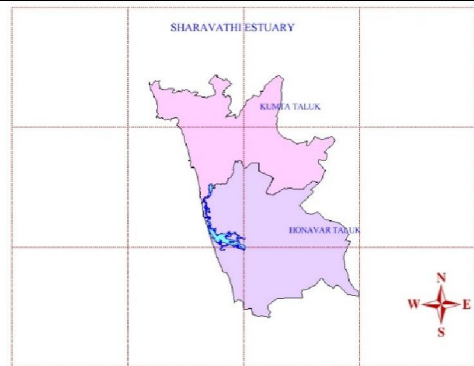 SHARAVATHI ESTUARY
KUMTA TALUK
HONAVAR TALUK
N
W E
S